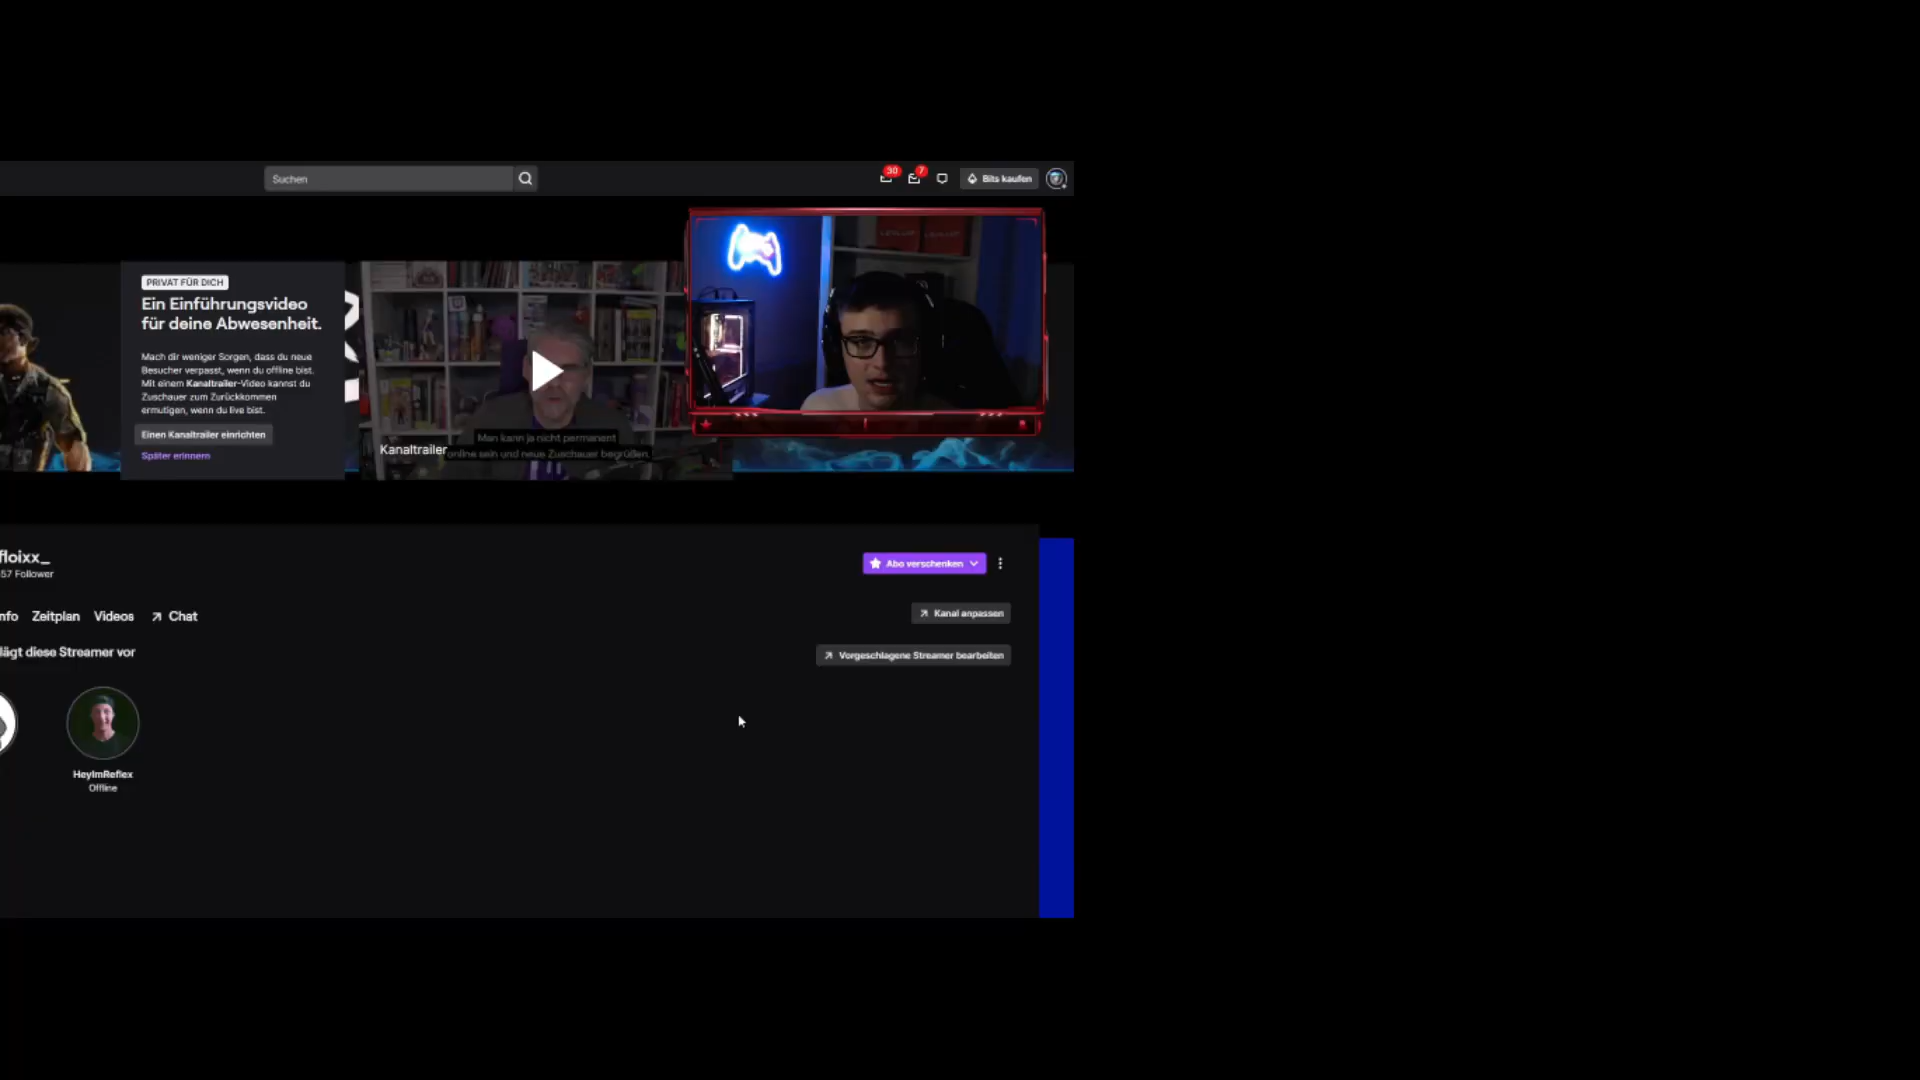 Suchen
30
7
Bits kaufen
PRIVAT FÜR DICH
Ein Einführungsvideo
für deine Abwesenheit.
Mach dir weniger Sorgen, dass du neue
Besucher verpasst, wenn du offline bist.
Mit einem Kanaltrailer-Video kannst du
Zuschauer zum Zurückkommen
ermutigen, wenn du live bist.
Einen Kanaltrailer einrichten
Später erinnern
Man kann ja nicht permanent
online sein und neue Zuschauer begrüßen.
Kanaltrailer
floixx_
57 Follower
Abo verschenken
nfo Zeitplan Videos Chat
Kanal anpassen
lägt diese Streamer vor
Vorgeschlagene Streamer bearbeiten
HeyImReflex
Offline